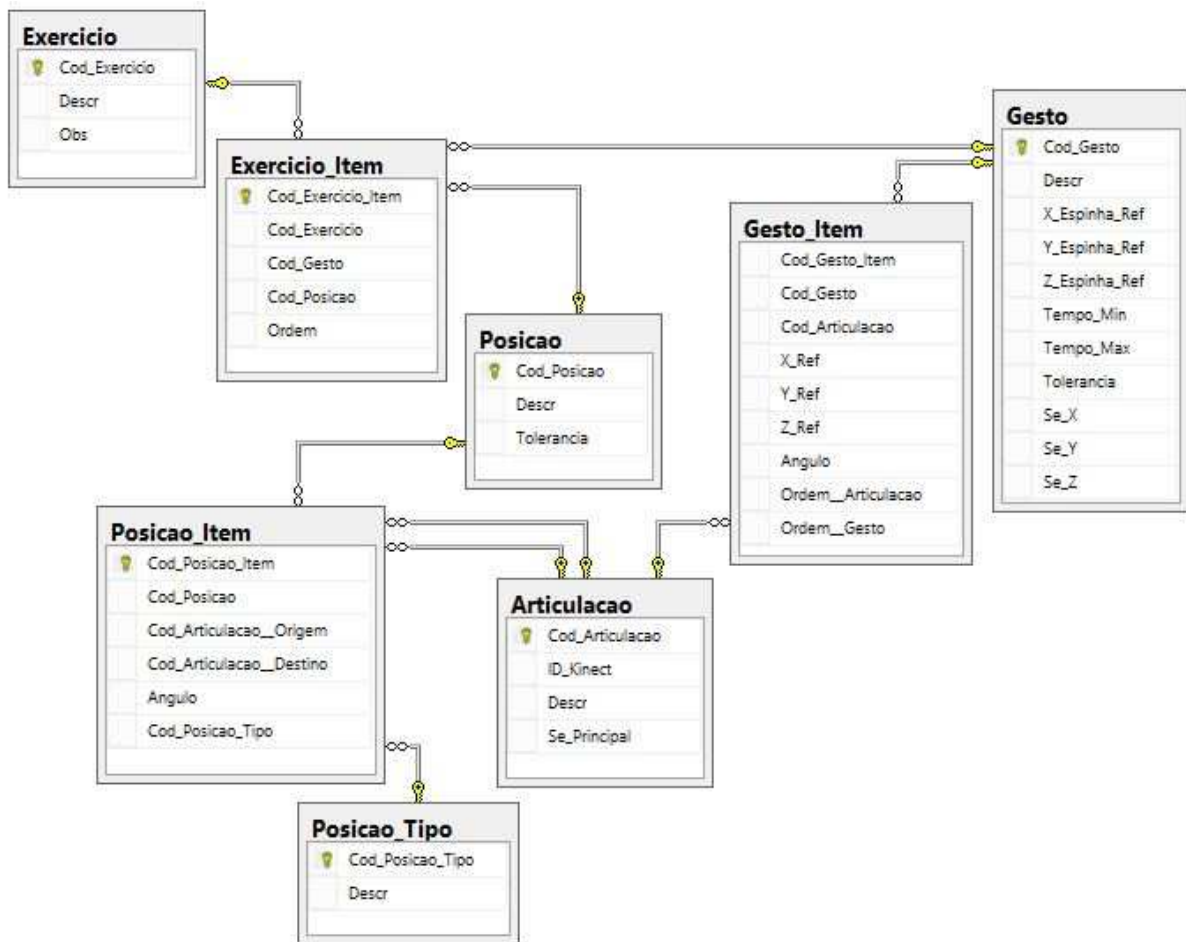 Exercicio
Cod_Exercicio
Descr
Obs
Exercicio_Item
Cod_Exercicio_Item
Cod_Exercicio
Cod_Gesto
Cod_Posicao
Ordem
Gesto
Cod_Gesto
Descr
X_Espinha_Ref
Y_Espinha_Ref
Z_Espinha_Ref
Tempo_Min
Tempo_Max
Tolerancia
Se_X
Se_Y
Se_Z
Gesto_Item
Cod_Gesto_Item
Cod_Gesto
Cod_Articulacao
X_Ref
Y_Ref
Z_Ref
Angulo
Ordem__Articulacao
Ordem__Gesto
Posicao
Cod_Posicao
Descr
Tolerancia
Posicao_Item
Cod_Posicao_Item
Cod_Posicao
Cod_Articulacao__Origem
Cod_Articulacao__Destino
Angulo
Cod_Posicao_Tipo
Articulacao
Cod_Articulacao
ID_Kinect
Descr
Se_Principal
Posicao_Tipo
Cod_Posicao_Tipo
Descr